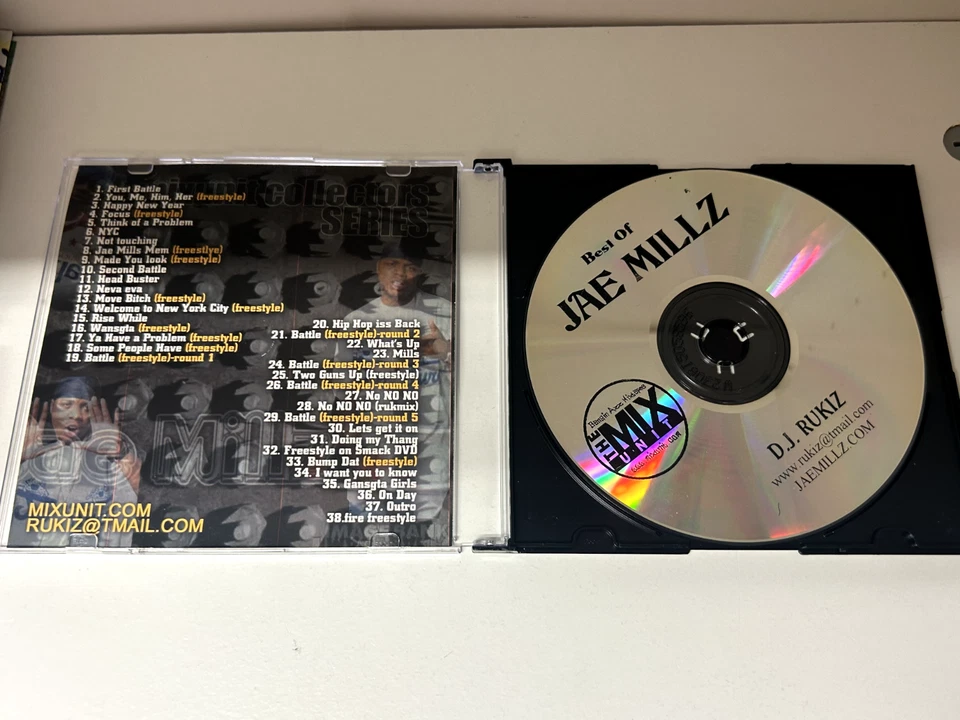 mixunitcollectors
SERIES
1. First Battle
2. You, Me, Him, Her (freestyle)
3. Happy New Year
4. Focus (freestyle)
5. Think of a Problem
6. NYC
7. Not touching
8. Jae Mills Mem (freestlye)
9. Made You look (freestyle)
10. Second Battle
11. Head Buster
12. Neva eva
13. Move Bitch (freestyle)
14. Welcome to New York City (freestyle)
15. Rise While
16. Wansgta (freestyle)
17. Ya Have a Problem (freestyle)
18. Some People Have (freestyle)
19. Battle (freestyle)-round 1
20. Hip Hop iss Back
21. Battle (freestyle)-round 2
22. What's Up
23. Mills
24. Battle (freestyle)-round 3
25. Two Guns Up (freestyle)
26. Battle (freestyle)-round 4
27. No NO NO
28. No NO NO (rukmix)
29. Battle (freestyle)-round 5
30. Lets get it on
31. Doing my Thang
32. Freestyle on Smack DVD
33. Bump Dat (freestyle)
34. I want you to know
35. Gansgta Girls
36. On Day
37. Outro
38.fire freestyle
MIXUNIT.COM
RUKIZ@TMAIL.COM
Best Of
JAE MILLZ
THE
MIX
UNIT
www.mixunit.com
D.J. RUKIZ
www.rukiz@tmail.com
JAEMILLZ.COM